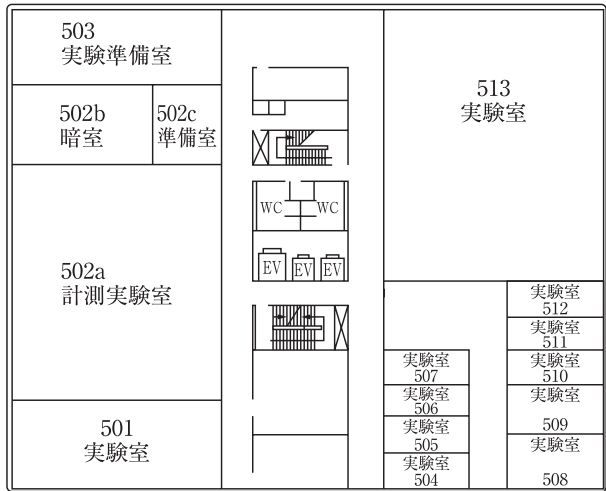 503
実験準備室
502b
暗室
502c
準備室
502a
計測実験室
501
実験室
WC
WC
EV
EV
EV
513
実験室
実験室
512
実験室
511
実験室
510
実験室
509
実験室
508
実験室
507
実験室
506
実験室
505
実験室
504